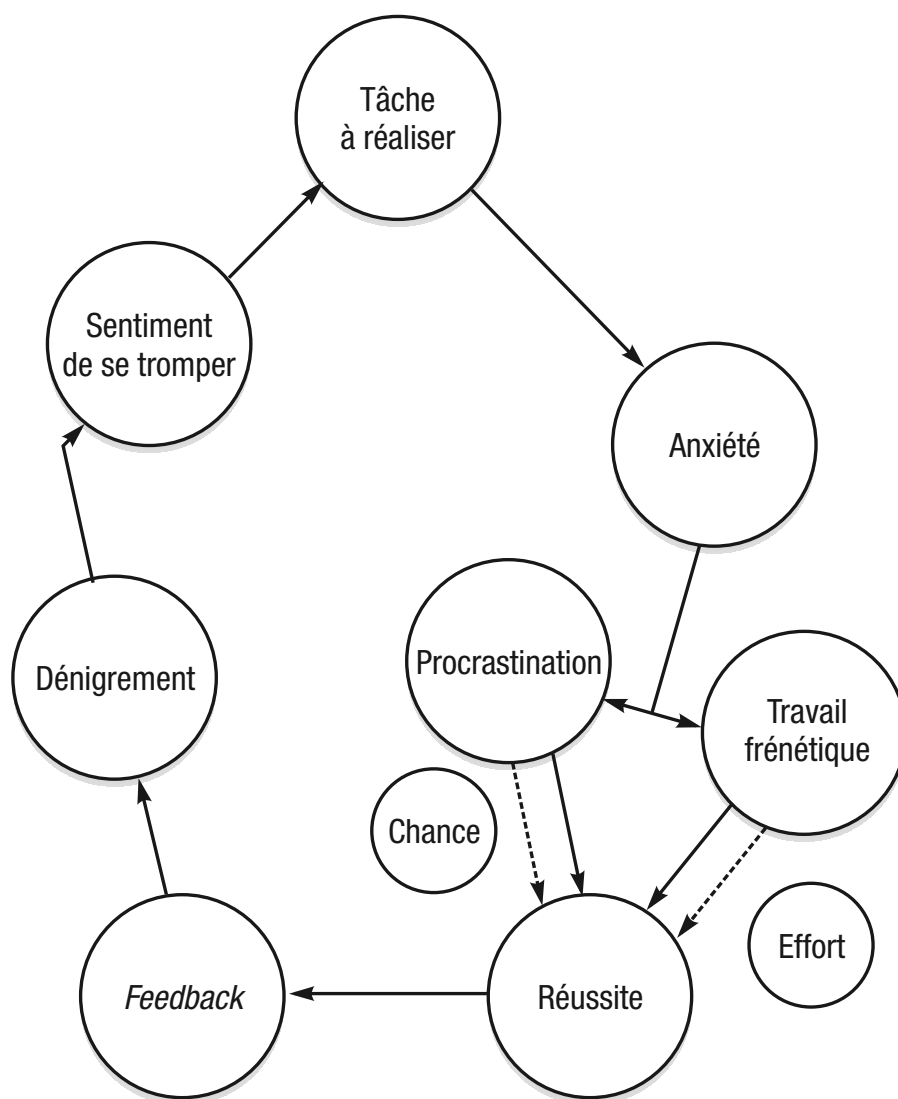 Tâche
à réaliser
Sentiment
de se tromper
Anxiété
Procrastination
Travail
frénétique
Dénigrement
Chance
Effort
Feedback
Réussite